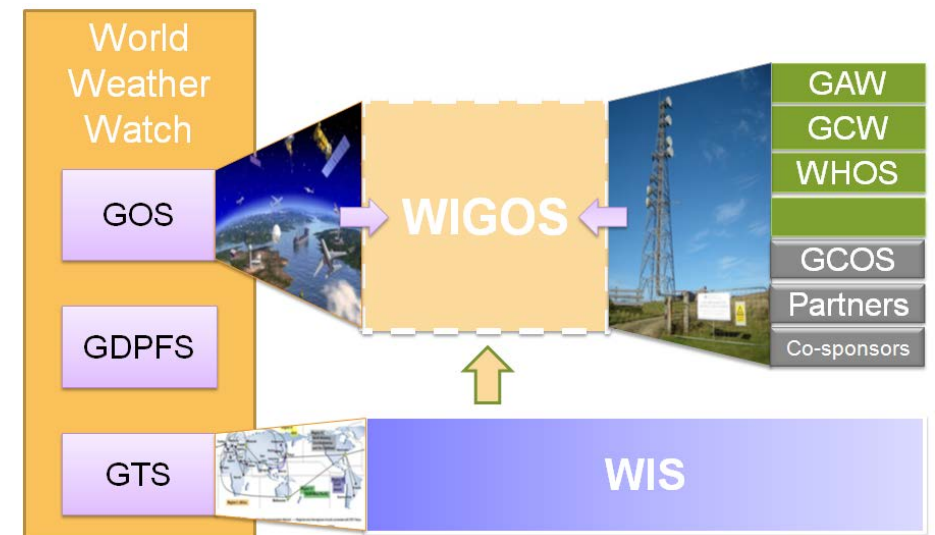 World
Weather
Watch
GOS
GDPFS
GTS
WIGOS
GAW
GCW
WHOS
GCOS
Partners
Co-sponsors
WIS